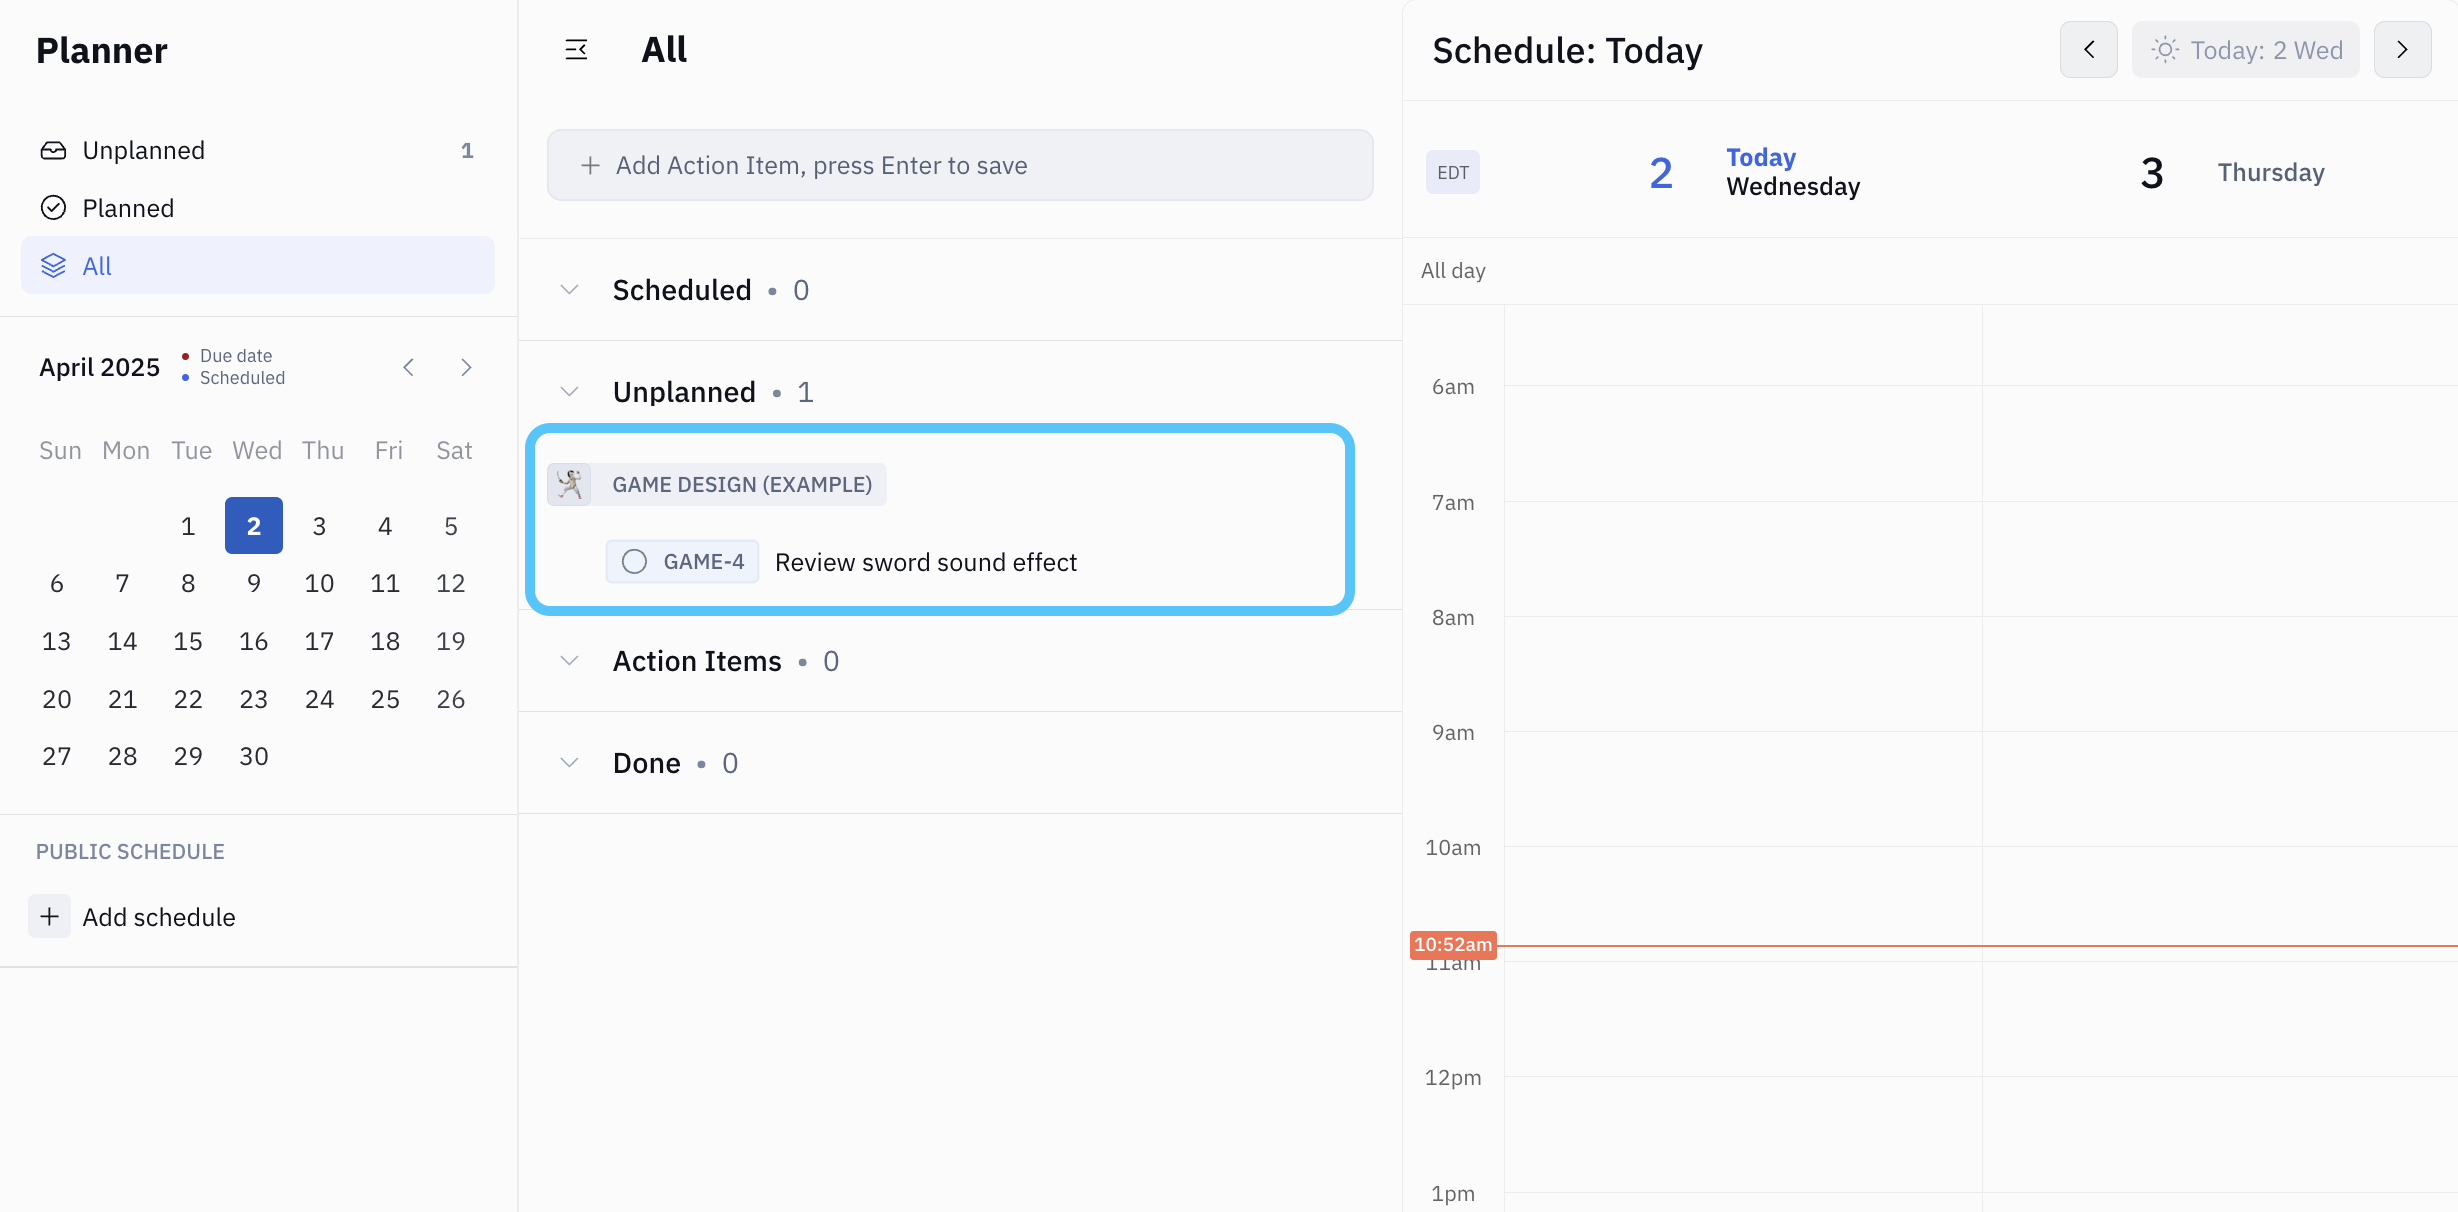 Planner
Unplanned 1
Planned
All
April 2025
Due date
Scheduled
Sun Mon Tue Wed Thu Fri Sat
1 2 3 4 5
6 7 8 9 10 11 12
13 14 15 16 17 18 19
20 21 22 23 24 25 26
27 28 29 30
PUBLIC SCHEDULE
+ Add schedule
All
+ Add Action Item, press Enter to save
Scheduled • 0
Unplanned • 1
GAME DESIGN (EXAMPLE)
GAME-4 Review sword sound effect
Action Items • 0
Done • 0
Schedule: Today
Today: 2 Wed
EDT
2 Today
Wednesday
3 Thursday
All day
6am
7am
8am
9am
10am
10:52am
11am
12pm
1pm